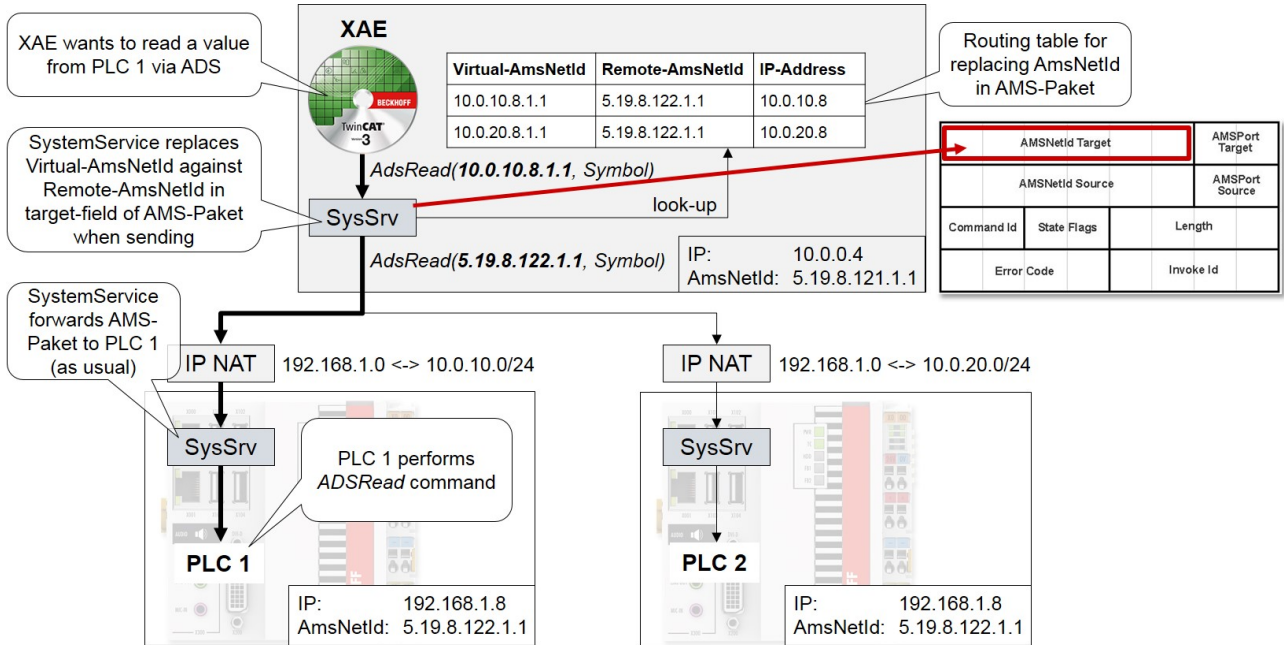 XAE wants to read a value
from PLC 1 via ADS
XAE
BECKHOFF
TwinCAT
3
Virtual-AmsNetId Remote-AmsNetId IP-Address
10.0.10.8.1.1 5.19.8.122.1.1 10.0.10.8
10.0.20.8.1.1 5.19.8.122.1.1 10.0.20.8
Routing table for
replacing AmsNetId
in AMS-Paket
SystemService replaces
Virtual-AmsNetId against
Remote-AmsNetId in
target-field of AMS-Paket
when sending
AdsRead(10.0.10.8.1.1, Symbol)
look-up
SysSrv
AdsRead(5.19.8.122.1.1, Symbol)
IP: 10.0.0.4
AmsNetId: 5.19.8.121.1.1
AMSNetId Target AMSPort Target
AMSNetId Source AMSPort Source
Command Id State Flags Length
Error Code Invoke Id
SystemService
forwards AMS-
Paket to PLC 1
(as usual)
IP NAT 192.168.1.0 <-> 10.0.10.0/24
IP NAT 192.168.1.0 <-> 10.0.20.0/24
SysSrv
PLC 1 performs
ADSRead command
PLC 1
IP: 192.168.1.8
AmsNetId: 5.19.8.122.1.1
SysSrv
PLC 2
IP: 192.168.1.8
AmsNetId: 5.19.8.122.1.1